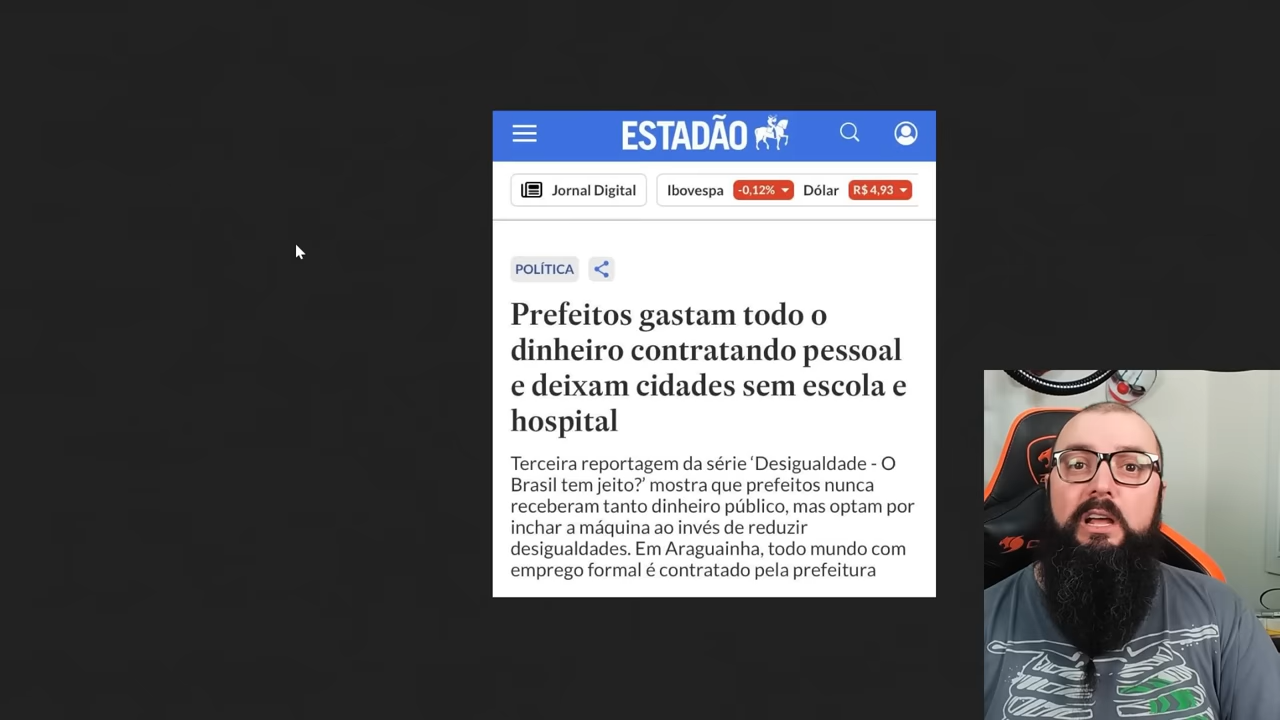 ESTADÃO
Jornal Digital
Ibovespa -0,12% Dólar R$ 4,93
POLÍTICA
Prefeitos gastam todo o
dinheiro contratando pessoal
e deixam cidades sem escola e
hospital
Terceira reportagem da série ‘Desigualdade - O
Brasil tem jeito?’ mostra que prefeitos nunca
receberam tanto dinheiro público, mas optam por
inchar a máquina ao invés de reduzir
desigualdades. Em Araguainha, todo mundo com
emprego formal é contratado pela prefeitura